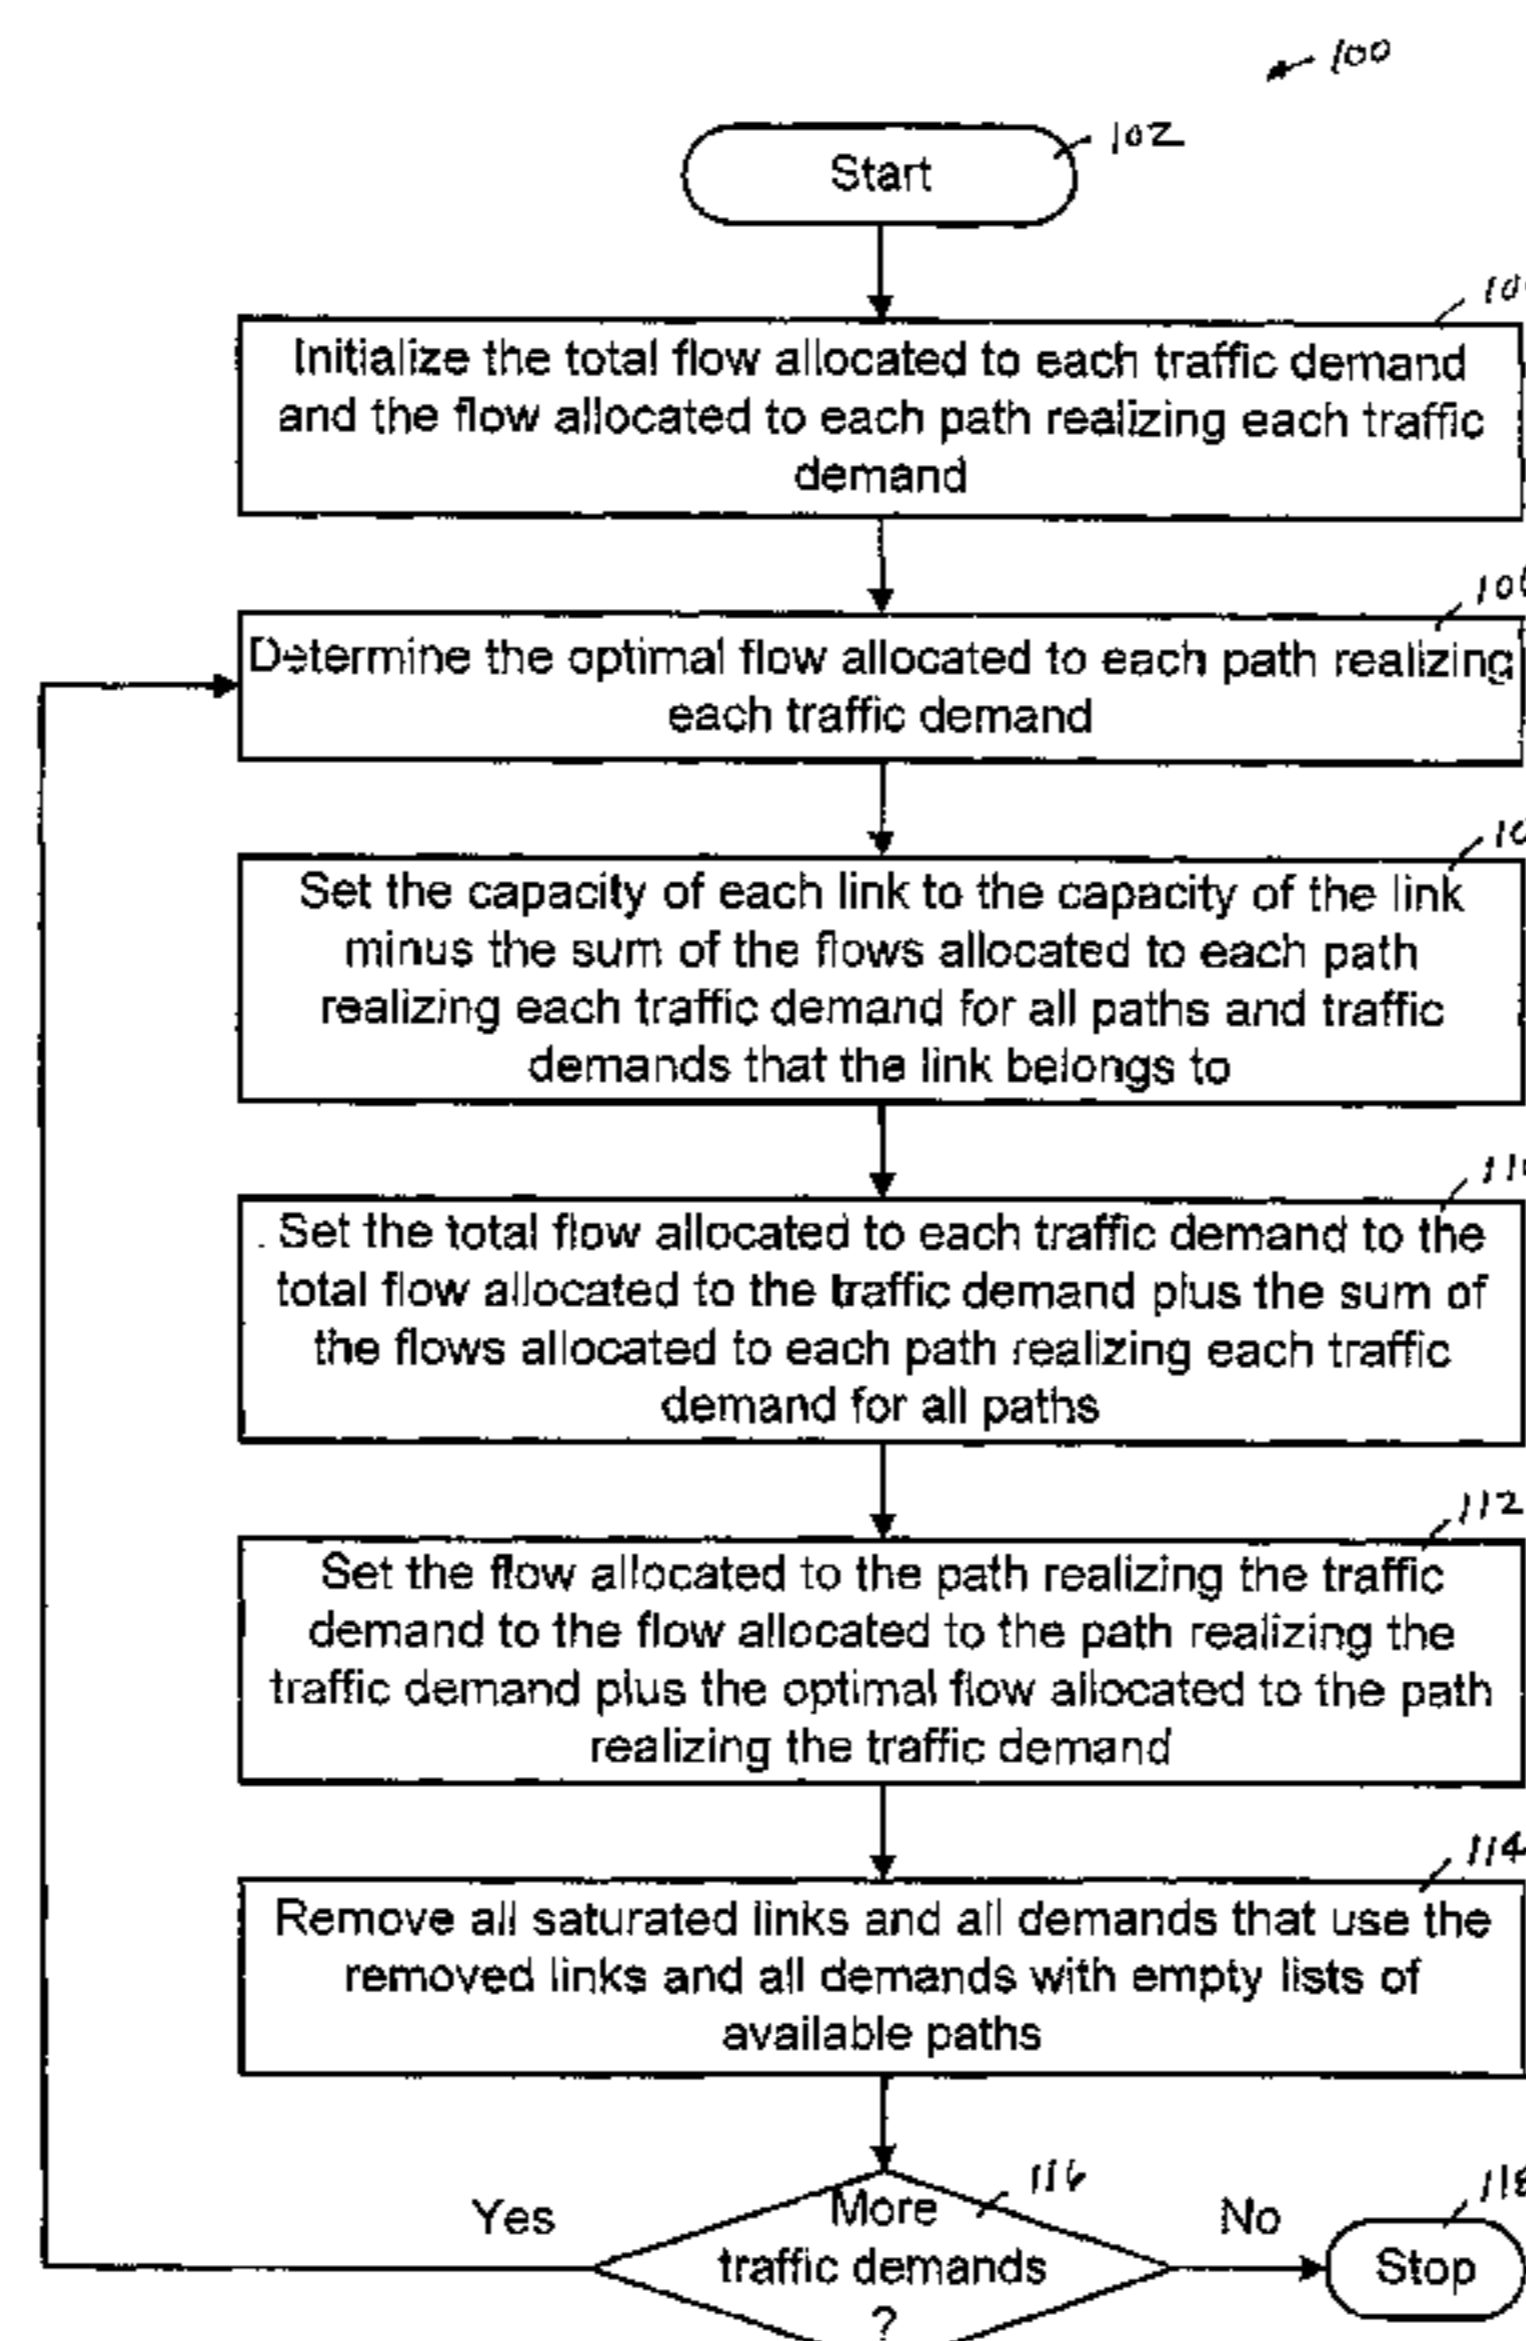 100
102
Start
Initialize the total flow allocated to each traffic demand
and the flow allocated to each path realizing each traffic
demand
Determine the optimal flow allocated to each path realizing
each traffic demand
Set the capacity of each link to the capacity of the link
minus the sum of the flows allocated to each path
realizing each traffic demand for all paths and traffic
demands that the link belongs to
Set the total flow allocated to each traffic demand to the
total flow allocated to the traffic demand plus the sum of
the flows allocated to each path realizing each traffic
demand for all paths
112
Set the flow allocated to the path realizing the traffic
demand to the flow allocated to the path realizing the
traffic demand plus the optimal flow allocated to the path
realizing the traffic demand
114
Remove all saturated links and all demands that use the
removed links and all demands with empty lists of
available paths
116
118
Yes
More
traffic demands
?
No
Stop